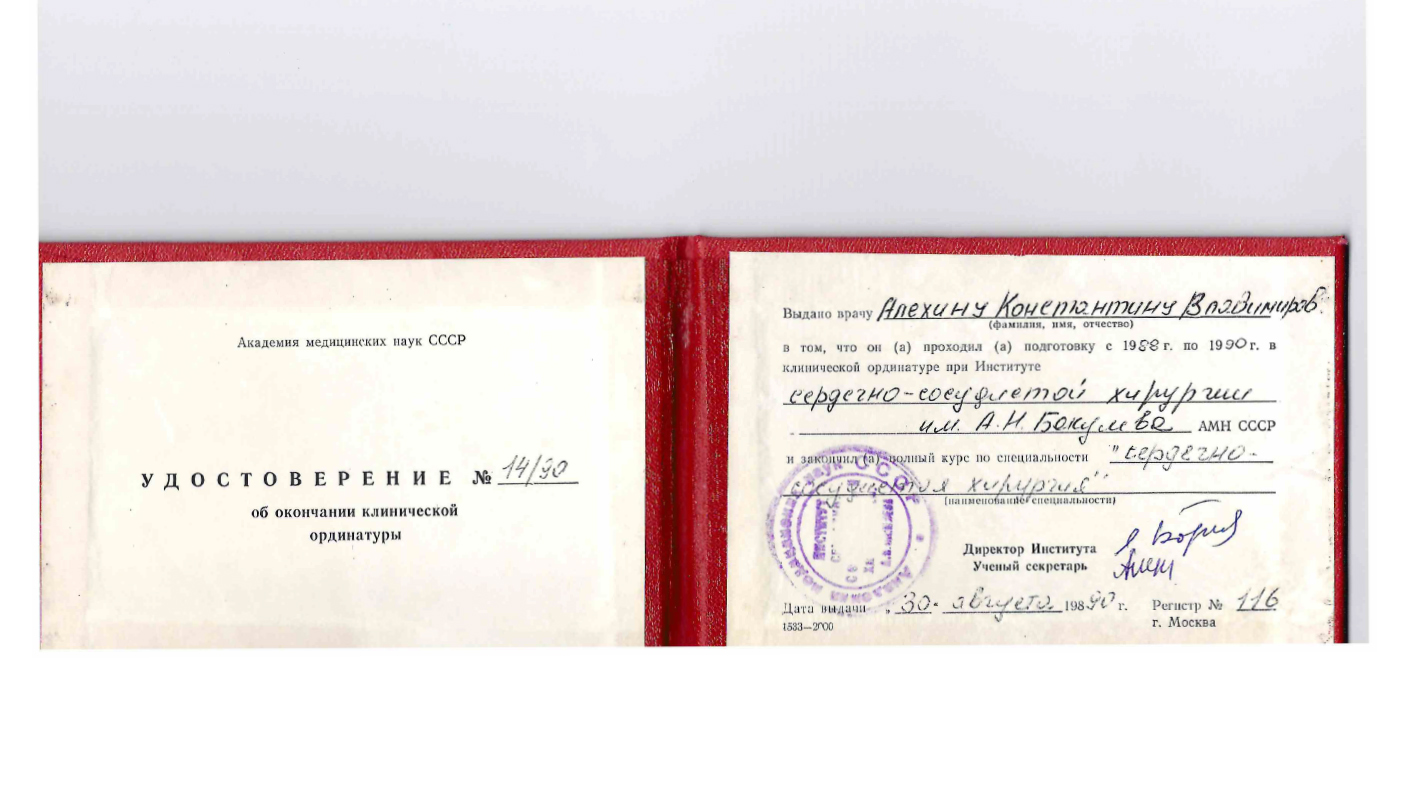 Академия медицинских наук СССР
УДОСТОВЕРЕНИЕ № 14/90
об окончании клинической
ординатуры
Выдано врачу Алехину Константину Владимиров.
(фамилия, имя, отчество)
в том, что он (а) проходил (а) подготовку с 1988 г. по 1990 г. в
клинической ординатуре при Институте
сердечно-сосудистой хирургии
им. А.Н. Бакулева АМН СССР
и закончил (а) полный курс по специальности "сердечно-
сосудистая хирургия"
(наименование специальности)
Директор Института
Ученый секретарь
Дата выдачи „ 30 " августа 19890 г. Регистр № 116
1533—2000 г. Москва